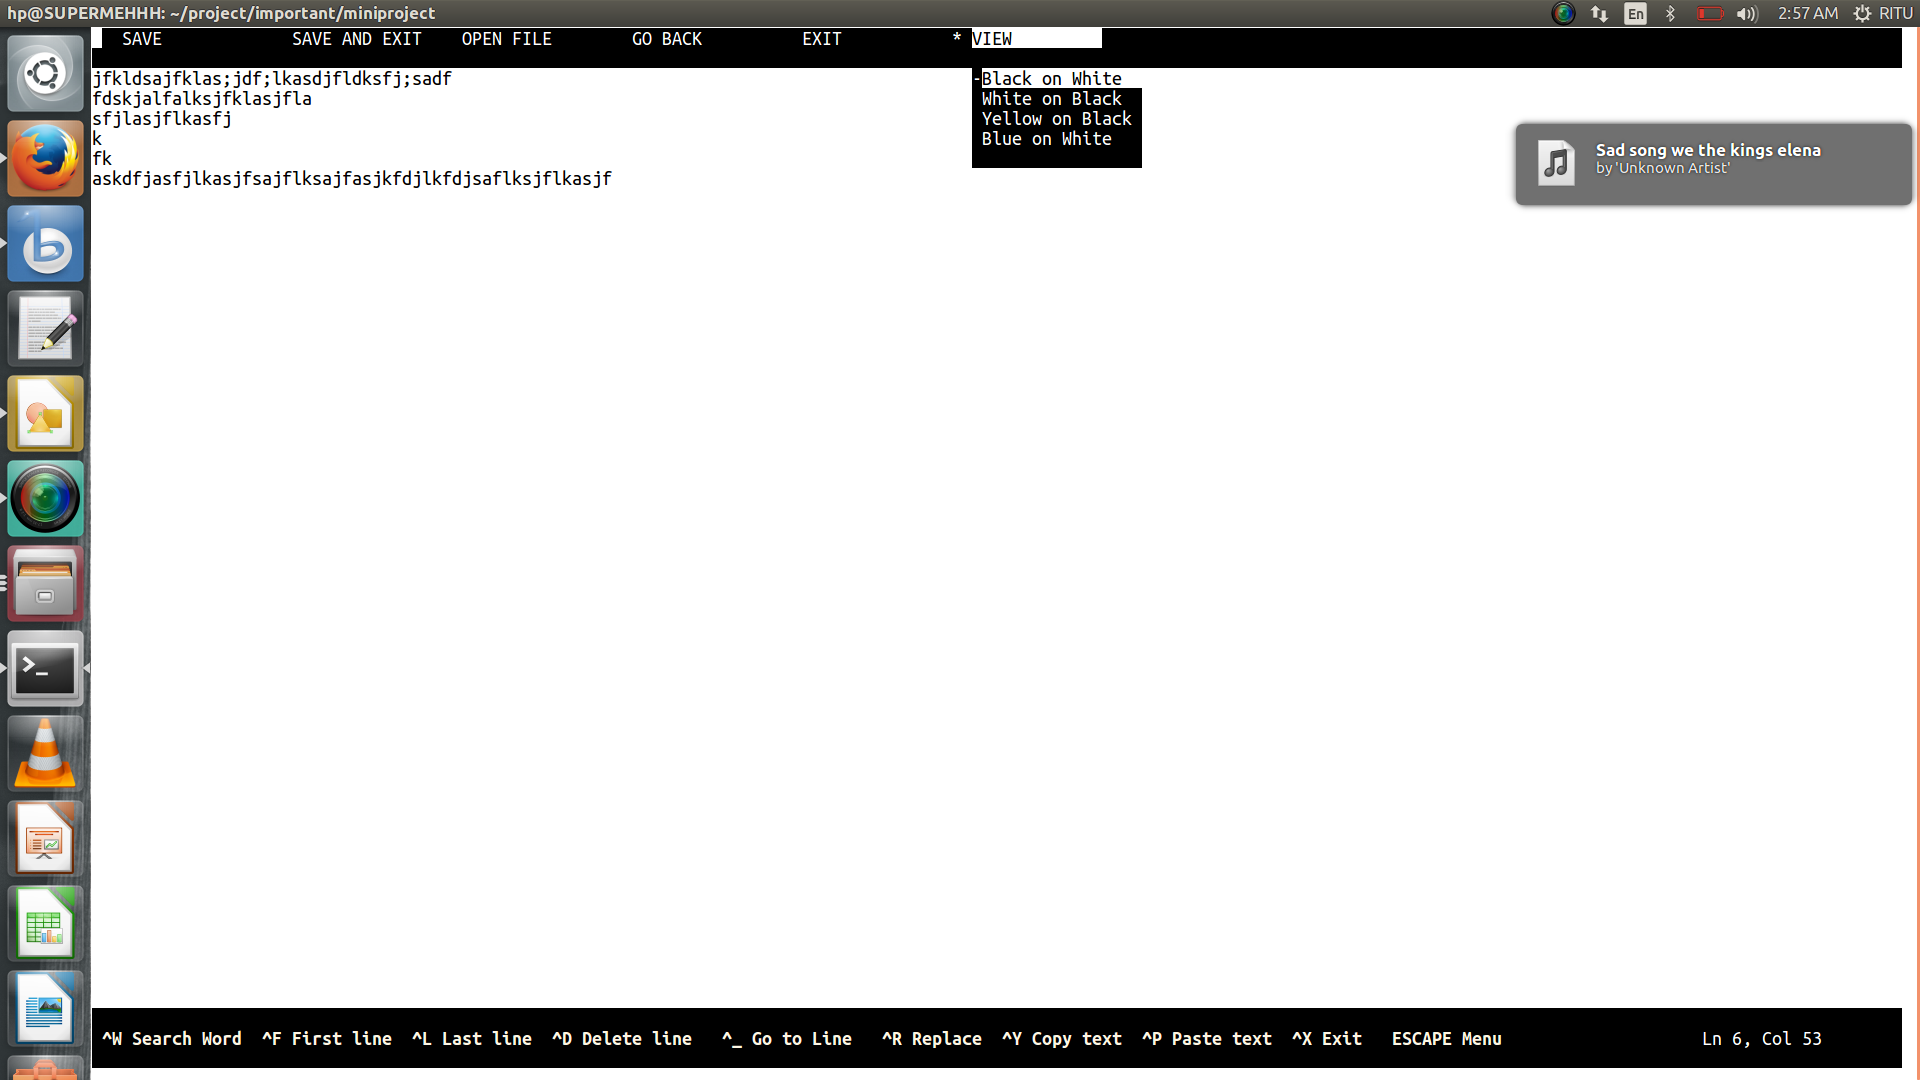 hp@SUPERMEHHH: ~/project/important/miniproject En 2:57 AM RITU
SAVE SAVE AND EXIT OPEN FILE GO BACK EXIT * VIEW
jfkldsajfklas;jdf;lkasdjfldksfj;sadf -Black on White
fdskjalfalksjfklasjfla White on Black
sfjlasjflkasfj Yellow on Black
k Blue on White
fk
askdfjasfjlkasjfsajflksajfasjkfdjlkfdjsaflksjflkasjf
Sad song we the kings elena
by 'Unknown Artist'
^W Search Word ^F First line ^L Last line ^D Delete line ^_ Go to Line ^R Replace ^Y Copy text ^P Paste text ^X Exit ESCAPE Menu Ln 6, Col 53